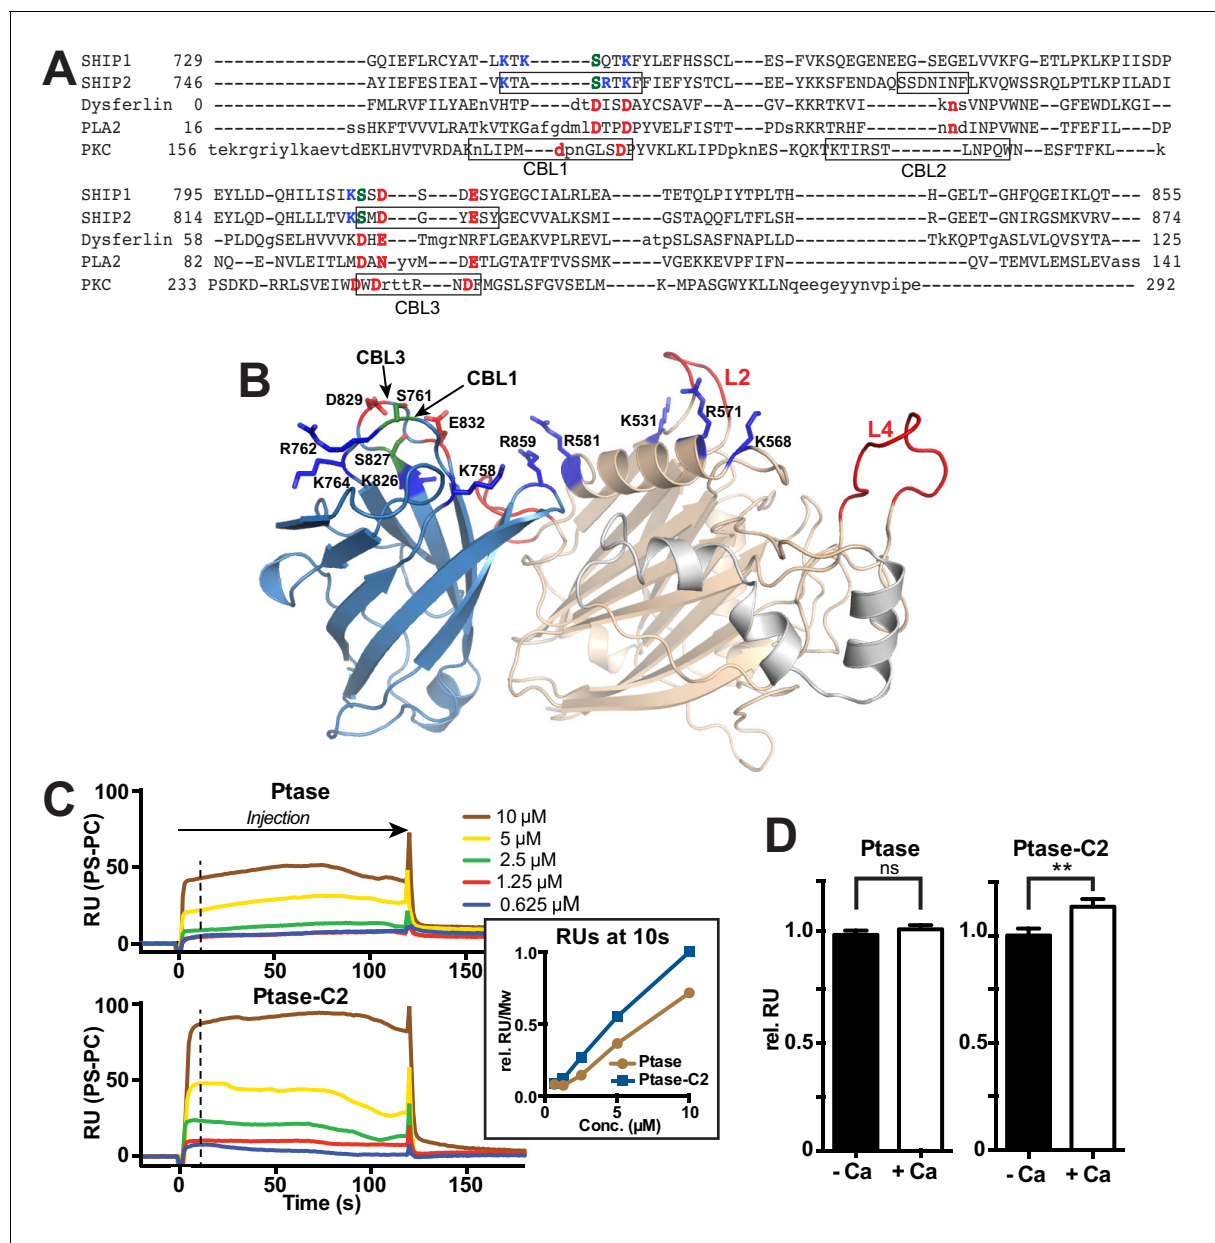 A
SHIP1 729 ---------------GQIEFLRCYAT-LKTK------SQTKFYLEFHSSCL---ES-FVKSQEGENEEG-SEGELVVKFG-ETLPKLKPIISDP
SHIP2 746 ---------------AYIEFESIEAI-VKTA------SRTKFFIEFYSTCL---EE-YKKSFENDAQSSDNINFLKVQWSSRQLPTLKPILADI
Dysferlin 0 ---------------FMLRVFILYAEnVHTP---dtDISDAYCSAVF--A---GV-KKRTKVI-------knsVNPVWNE--GFEWDLKGI--
PLA2 16 -------------ssHKFTVVVLRATkVTKGafgdmlDTPDPYVELFISTT---PDsRKRTRHF-------ndINPVWNE--TFEFIL---DP
PKC 156 tekrgriylkaevtdEKLHVTVRDAKnLIPM---dpnGLSDPYVKLKLIPDpknES-KQKTKTIRST-------LNPQW--N--ESFTFKL---k
CBL1
CBL2
SHIP1 795 EYLLD-QHILISIKSSD---S--DESYGEGCIALRLEA---TETQLPIYTPLTH-------------H-GELT-GHFQGEIKLQT---- 855
SHIP2 814 EYLQD-QHLLLTVKSMD---G--YESYGECVVALKSMI----GSTAQQFLTFLSH------------R-GEET-GNIRGSMKVRV---- 874
Dysferlin 58 -PLDQgSELHVVVKDHE---TmgrNRFLGEAKVPLREVL---atpSLSASFNAPLLD------------TkKQPTgASLVLQVSYTA---- 125
PLA2 82 NQ--E-NVLEITLMDAN-yvM--DETLGTATFTVSSMK-----VGEKKEVPFIFN-------------QV-TEMVLEMSLEVass 141
PKC 233 PSDKD-RRLSVEIWDWDrttR---NDFMGSLSFGVSELM----K-MPASGWYKLLNqeegeyynvpipe------------------ 292
CBL3
B
CBL3
CBL1
L2
L4
D829
S761
E832
R762
S827
K764
K826
K758
R859
R581
K531
R571
K568
C
Ptase
Injection
RU (PS-PC)
100
50
0
0 50 100 150
10 µM
5 µM
2.5 µM
1.25 µM
0.625 µM
Ptase-C2
RU (PS-PC)
100
50
0
0 50 100 150
Time (s)
RUs at 10s
rel. RU/Mw
1.0
0.5
0.0
0 5 10
Conc. (µM)
Ptase
Ptase-C2
D
Ptase
ns
rel. RU
1.0
0.5
0
- Ca + Ca
Ptase-C2
**
1.0
0.5
0
- Ca + Ca